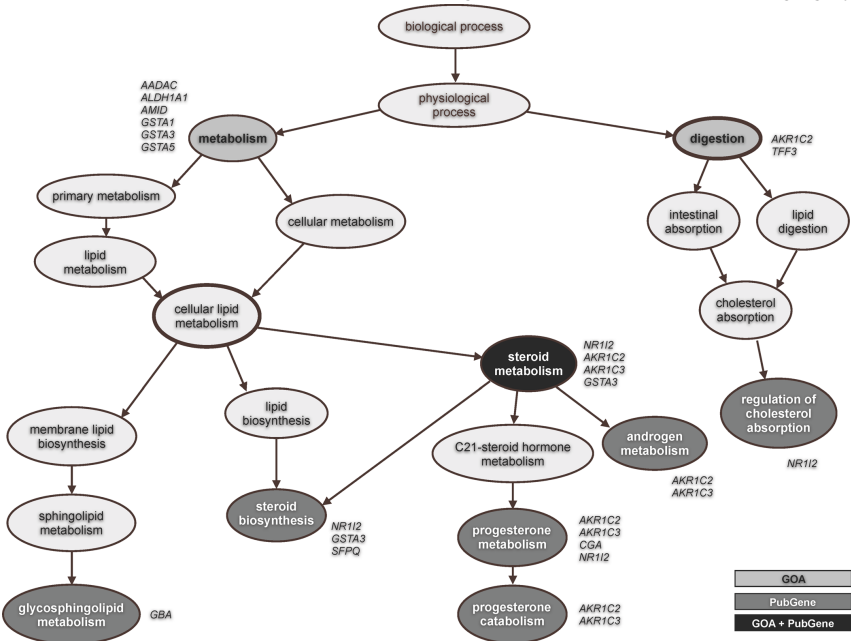 biological process
physiological
process
AADAC
ALDH1A1
AMID
GSTA1
GSTA3
GSTA5
metabolism
digestion
AKR1C2
TFF3
primary metabolism
cellular metabolism
intestinal
absorption
lipid
digestion
lipid
metabolism
cellular lipid
metabolism
cholesterol
absorption
steroid
metabolism
NR1I2
AKR1C2
AKR1C3
GSTA3
regulation of
cholesterol
absorption
NR1I2
membrane lipid
biosynthesis
lipid
biosynthesis
C21-steroid hormone
metabolism
androgen
metabolism
AKR1C2
AKR1C3
sphingolipid
metabolism
steroid
biosynthesis
NR1I2
GSTA3
SFPQ
progesterone
metabolism
AKR1C2
AKR1C3
CGA
NR1I2
glycosphingolipid
metabolism
GBA
progesterone
catabolism
AKR1C2
AKR1C3
GOA
PubGene
GOA + PubGene